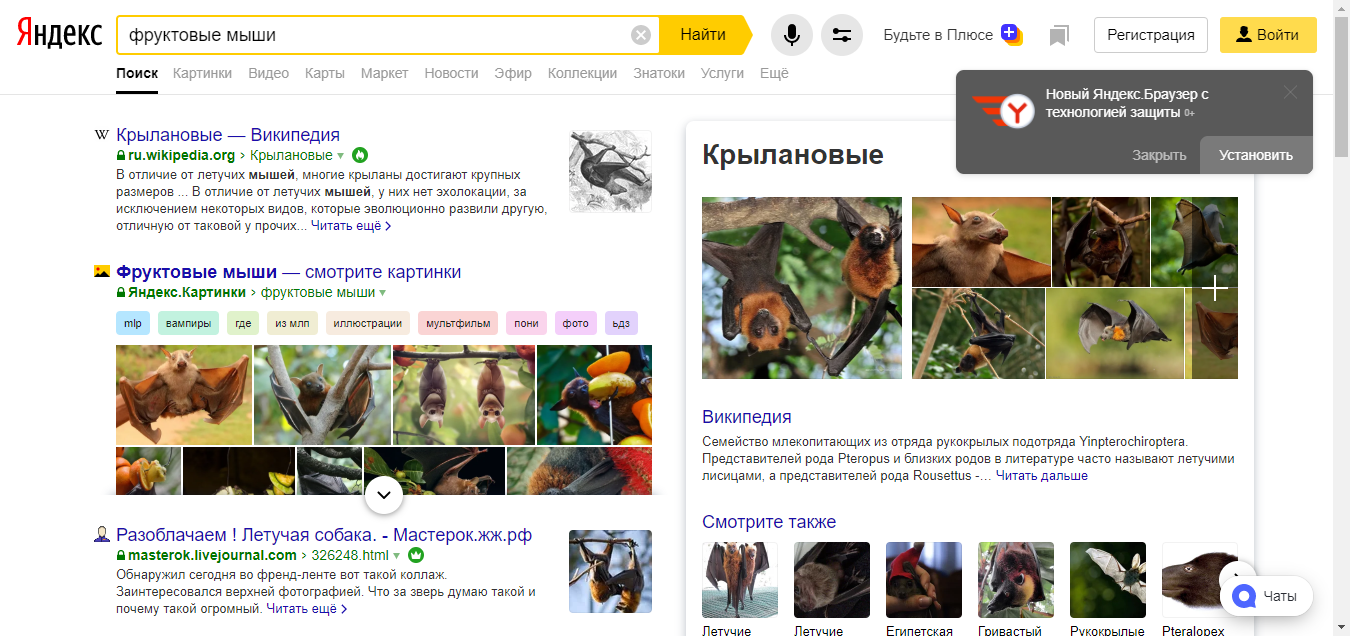 Яндекс
фруктовые мыши
Найти
Будьте в Плюсе
Регистрация
Войти
Поиск Картинки Видео Карты Маркет Новости Эфир Коллекции Знатоки Услуги Ещё
Новый Яндекс.Браузер с
технологией защиты 0+
Закрыть
Установить
Крылановые — Википедия
ru.wikipedia.org › Крылановые
В отличие от летучих мышей, многие крыланы достигают крупных
размеров ... В отличие от летучих мышей, у них нет эхолокации, за
исключением некоторых видов, которые эволюционно развили другую,
отличную от таковой у прочих... Читать ещё >
Фруктовые мыши — смотрите картинки
Яндекс.Картинки › фруктовые мыши
mlp вампиры где из млп иллюстрации мультфильм пони фото ьдз
Разоблачаем ! Летучая собака. - Мастерок.жж.рф
masterok.livejournal.com › 326248.html
Обнаружил сегодня во френд-ленте вот такой коллаж.
Заинтересовался верхней фотографией. Что за зверь думаю такой и
почему такой огромный. Читать ещё >
Крылановые
Википедия
Семейство млекопитающих из отряда рукокрылых подотряда Yinpterochiroptera.
Представителей рода Pteropus и близких родов в литературе часто называют летучими
лисицами, а представителей рода Rousettus -... Читать дальше
Смотрите также
Летучие Летучие Египетская Гривастый Рукокрылые Pteralopex
Чаты